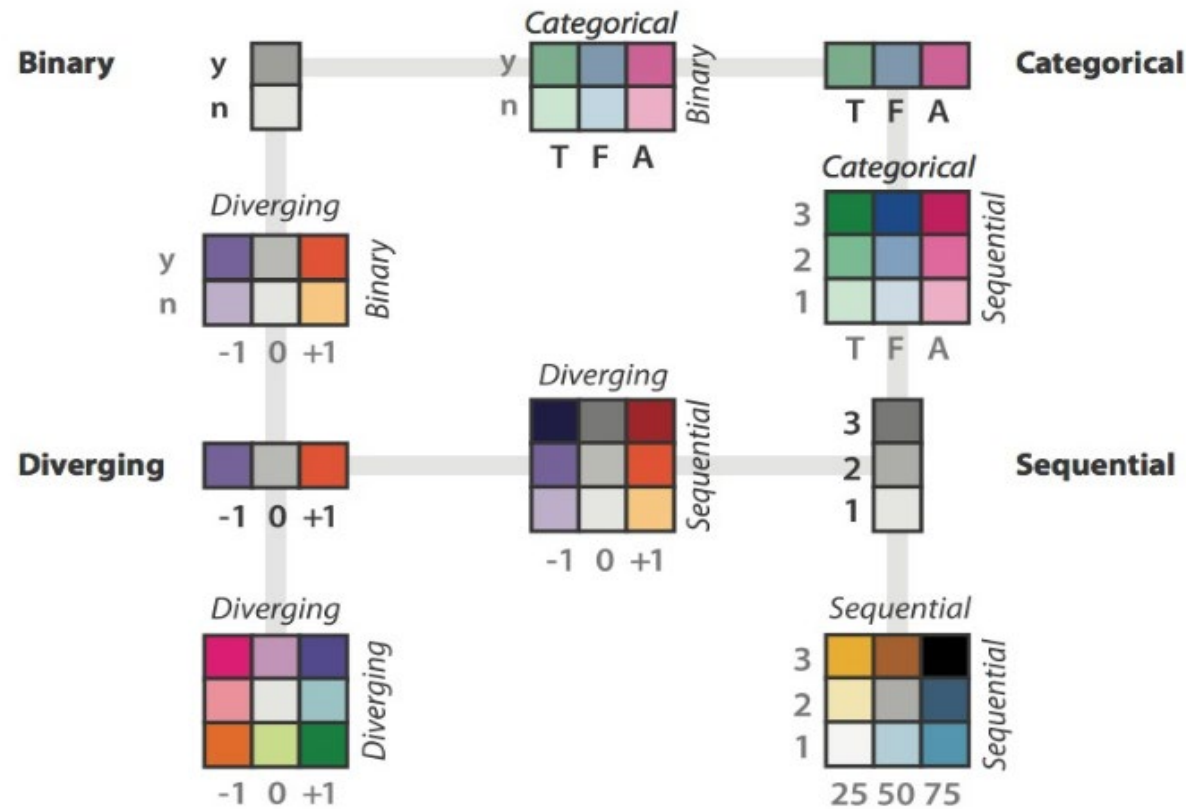 Categorical
Binary
y
n
y
n
Binary
T F A
T F A
Categorical
Categorical
3
2
1
Sequential
T F A
Diverging
y
n
Binary
-1 0 +1
Diverging
-1 0 +1
Diverging
Sequential
-1 0 +1
3
2
1
Sequential
Diverging
Diverging
-1 0 +1
Sequential
3
2
1
Sequential
25 50 75